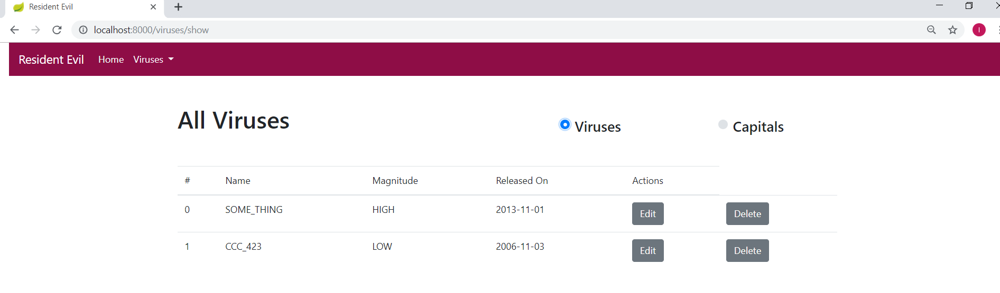 Resident Evil
localhost:8000/viruses/show
I
Resident Evil Home Viruses
All Viruses
Viruses Capitals
# Name Magnitude Released On Actions
0 SOME_THING HIGH 2013-11-01 Edit Delete
1 CCC_423 LOW 2006-11-03 Edit Delete